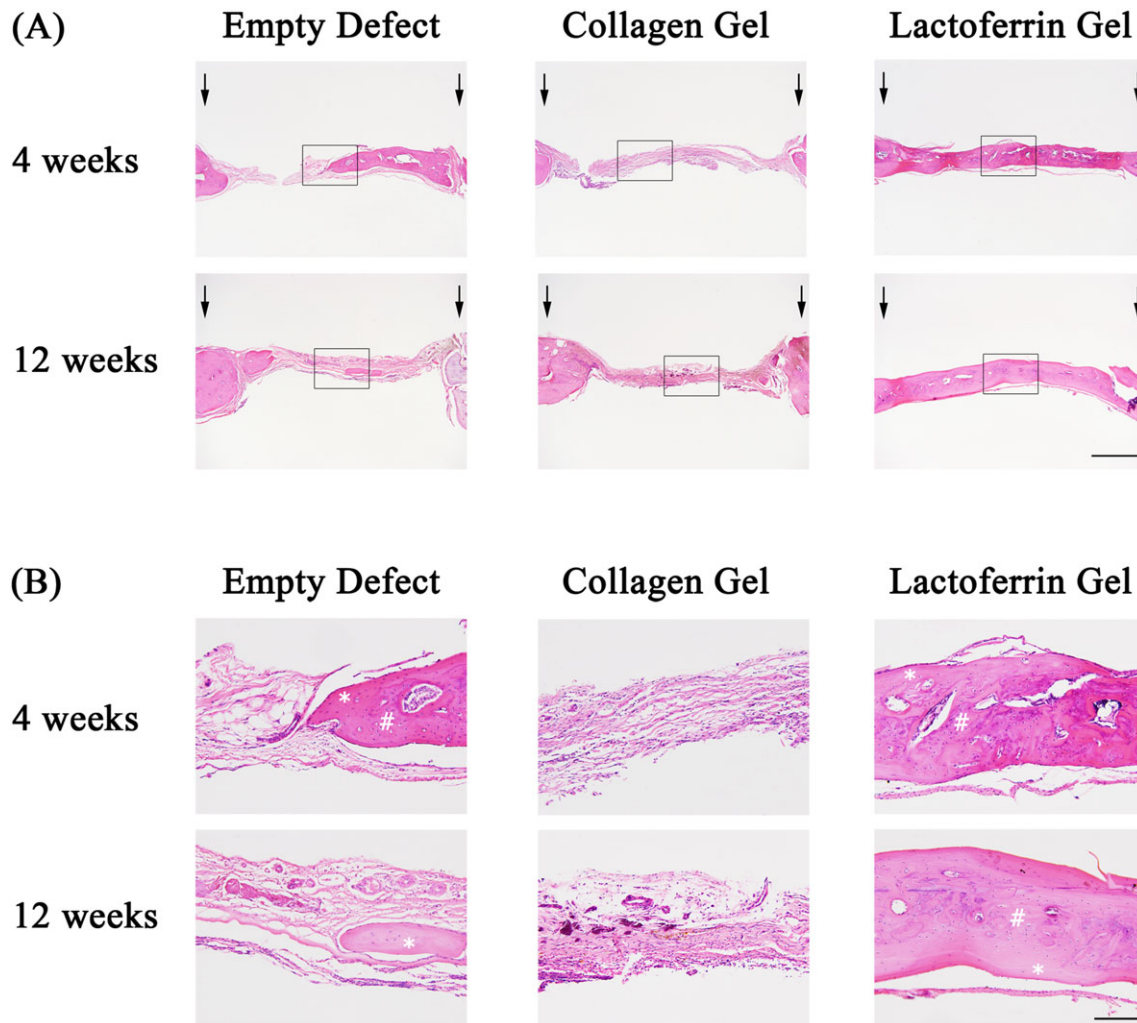 (A) Empty Defect Collagen Gel Lactoferrin Gel
4 weeks
12 weeks
(B) Empty Defect Collagen Gel Lactoferrin Gel
* # * #
4 weeks
* # *
12 weeks